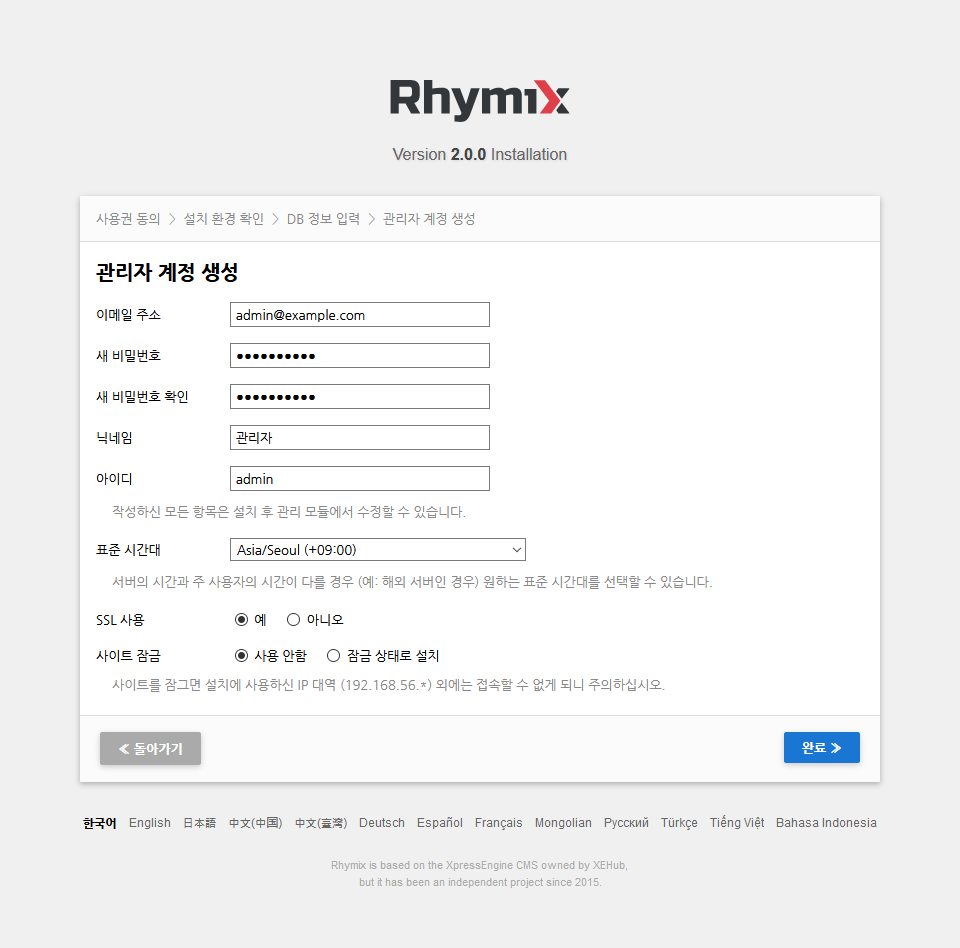 Rhymix
Version 2.0.0 Installation
사용권 동의 > 설치 환경 확인 > DB 정보 입력 > 관리자 계정 생성
관리자 계정 생성
이메일 주소 admin@example.com
새 비밀번호 ●●●●●●●●●●
새 비밀번호 확인 ●●●●●●●●●●
닉네임 관리자
아이디 admin
작성하신 모든 항목은 설치 후 관리 모듈에서 수정할 수 있습니다.
표준 시간대 Asia/Seoul (+09:00)
서버의 시간과 주 사용자의 시간이 다를 경우 (예: 해외 서버인 경우) 원하는 표준 시간대를 선택할 수 있습니다.
SSL 사용 예 아니오
사이트 잠금 사용 안함 잠금 상태로 설치
사이트를 잠그면 설치에 사용하신 IP 대역 (192.168.56.*) 외에는 접속할 수 없게 되니 주의하십시오.
≪ 돌아가기 완료 ≫
한국어 English 日本語 中文(中国) 中文(臺灣) Deutsch Español Français Mongolian Русский Türkçe Tiếng Việt Bahasa Indonesia
Rhymix is based on the XpressEngine CMS owned by XEHub,
but it has been an independent project since 2015.